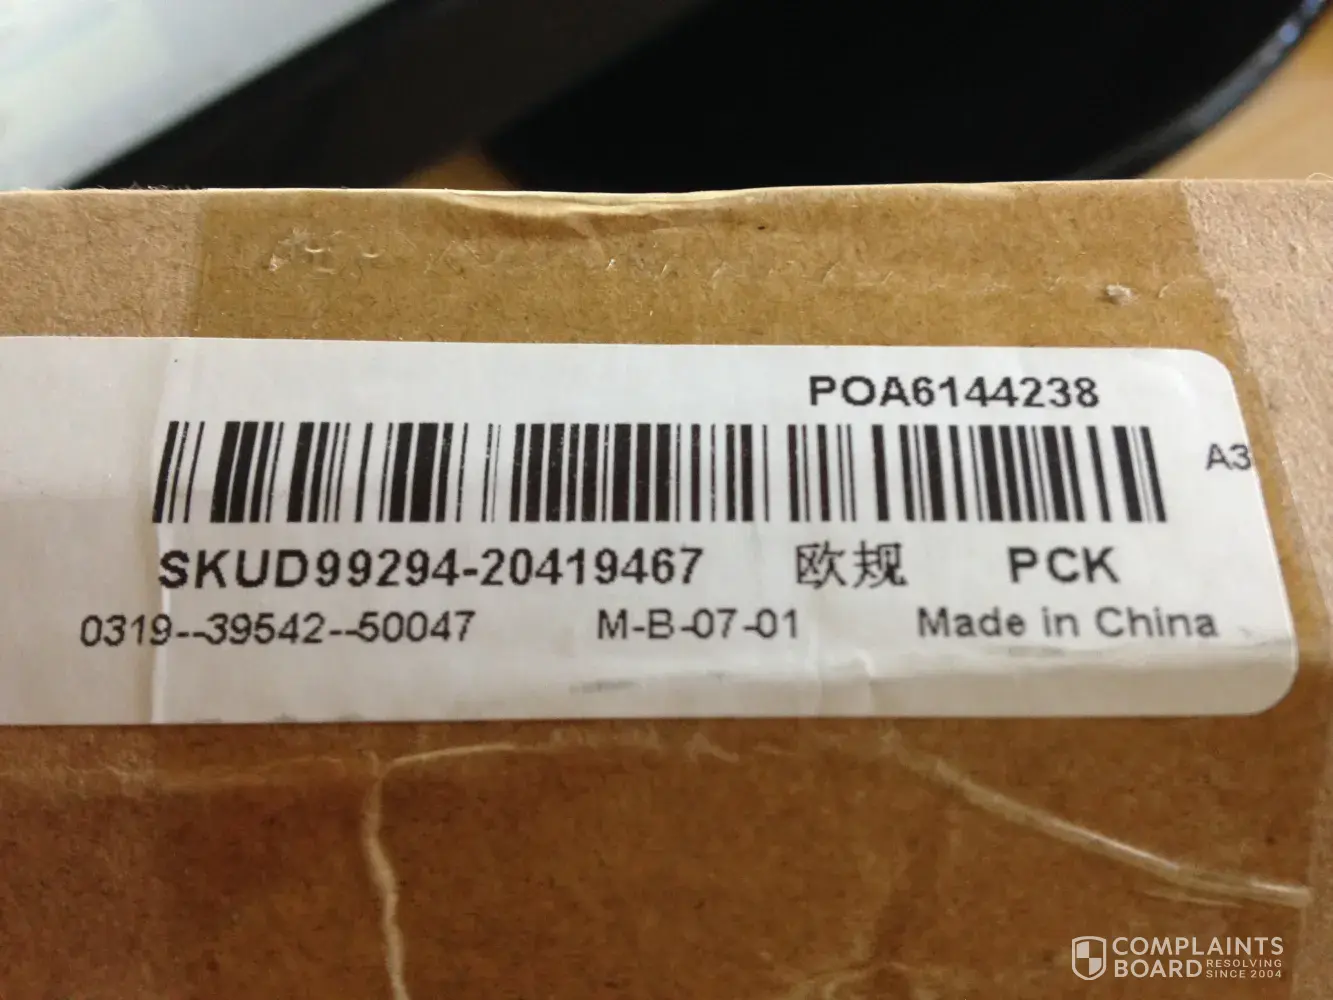 POA6144238
A3
SKUD99294-20419467 欧规 PCK
0319--39542--50047 M-B-07-01 Made in China
COMPLAINTS
BOARD RESOLVING
SINCE 2004